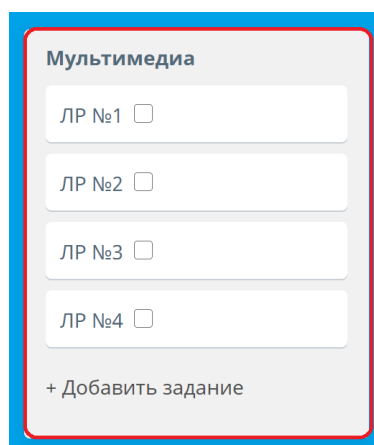 Мультимедиа
ЛР №1
ЛР №2
ЛР №3
ЛР №4
+ Добавить задание